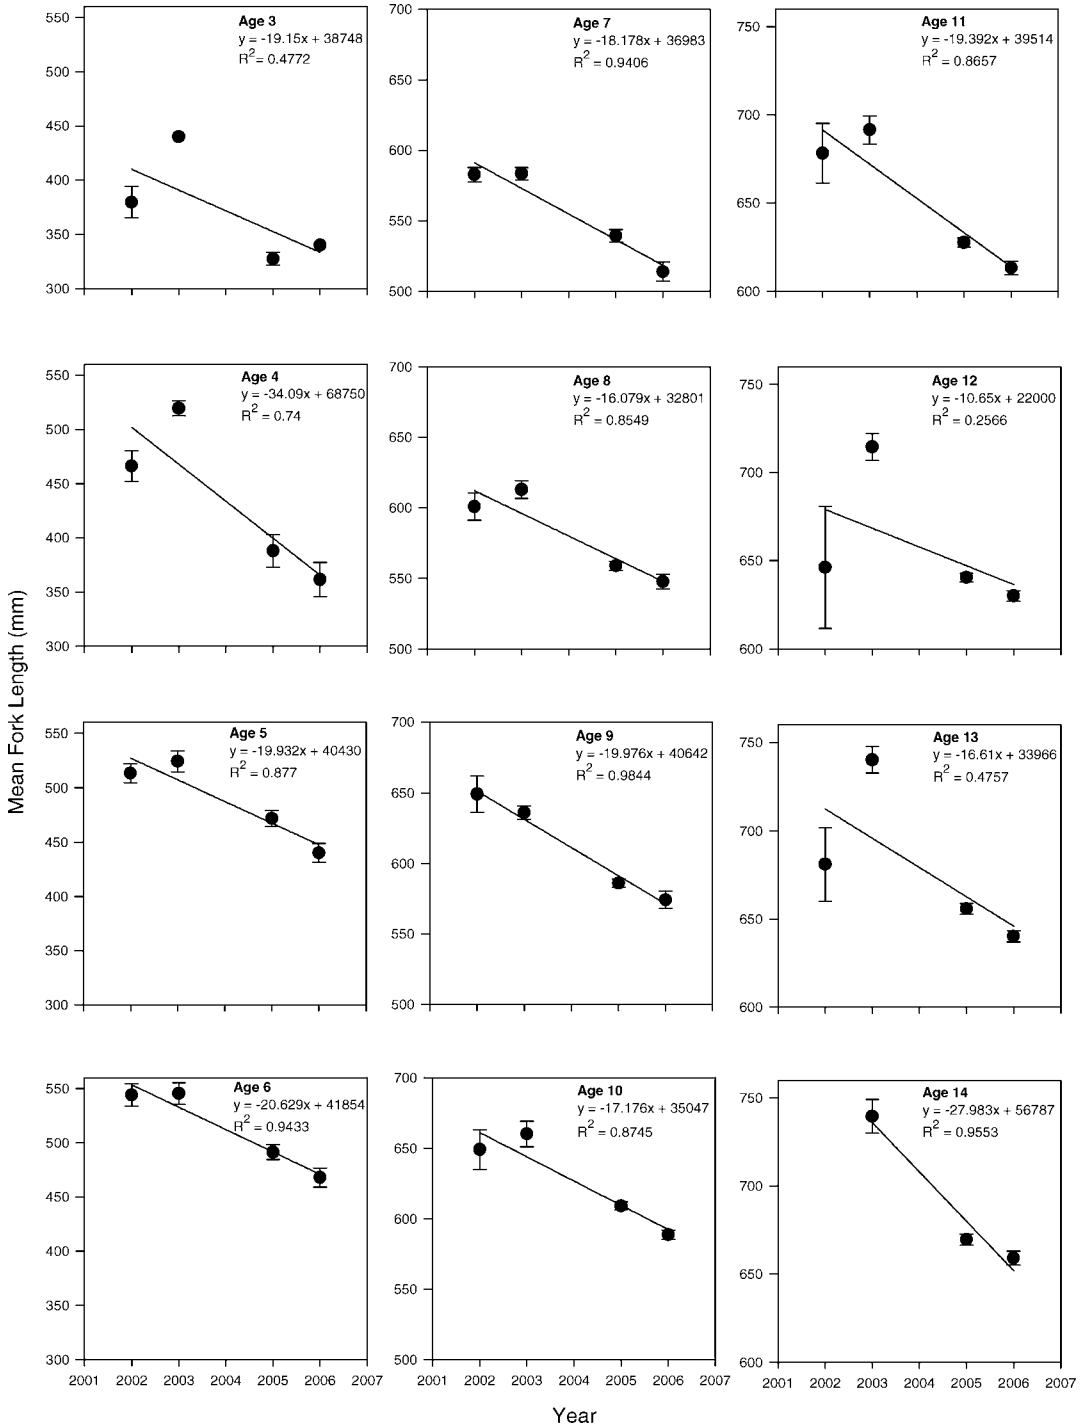 Age 3
y = -19.15x + 38748
R2 = 0.4772
550
500
450
400
350
300
Age 7
y = -18.178x + 36983
R2 = 0.9406
700
650
600
550
500
Age 11
y = -19.392x + 39514
R2 = 0.8657
750
700
650
600
Age 4
y = -34.09x + 68750
R2 = 0.74
550
500
450
400
350
300
Age 8
y = -16.079x + 32801
R2 = 0.8549
700
650
600
550
500
Age 12
y = -10.65x + 22000
R2 = 0.2566
750
700
650
600
Mean Fork Length (mm)
Age 5
y = -19.932x + 40430
R2 = 0.877
550
500
450
400
350
300
Age 9
y = -19.976x + 40642
R2 = 0.9844
700
650
600
550
500
Age 13
y = -16.61x + 33966
R2 = 0.4757
750
700
650
600
Age 6
y = -20.629x + 41854
R2 = 0.9433
550
500
450
400
350
300
2001 2002 2003 2004 2005 2006 2007
Age 10
y = -17.176x + 35047
R2 = 0.8745
700
650
600
550
500
2001 2002 2003 2004 2005 2006 2007
Age 14
y = -27.983x + 56787
R2 = 0.9553
750
700
650
600
2001 2002 2003 2004 2005 2006 2007
Year